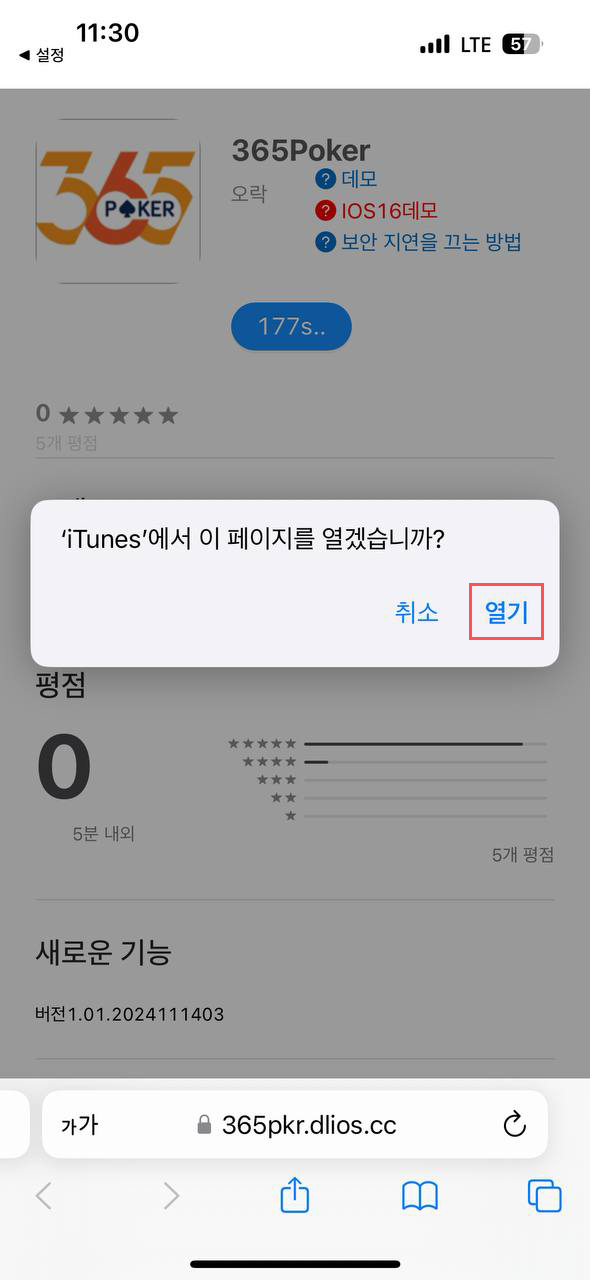 11:30
◀ 설정
LTE 57
365
POKER
365Poker
오락
? 데모
? IOS16데모
? 보안 지연을 끄는 방법
177s..
0 ★★★★★
5개 평점
‘iTunes’에서 이 페이지를 열겠습니까?
취소 열기
평점
0
★★★★★
★★★★
★★★
★★
★
5분 내외
5개 평점
새로운 기능
버전1.01.2024111403
가가 365pkr.dlios.cc